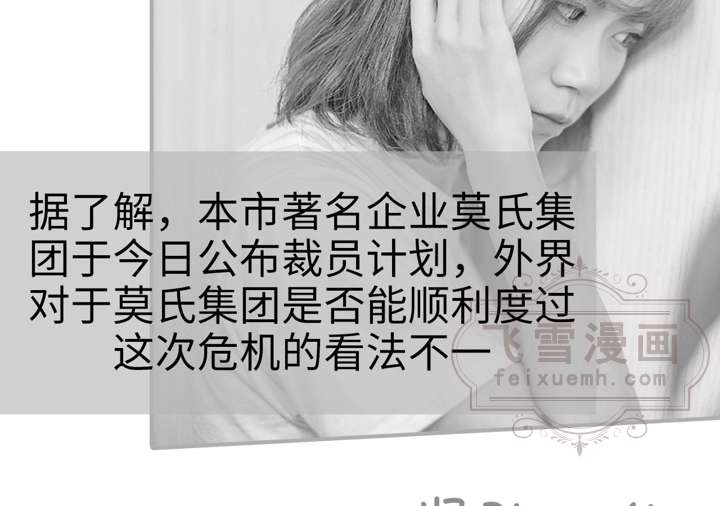 据了解，本市著名企业莫氏集
团于今日公布裁员计划，外界
对于莫氏集团是否能顺利度过
这次危机的看法不一
飞雪漫画
feixuemh.com